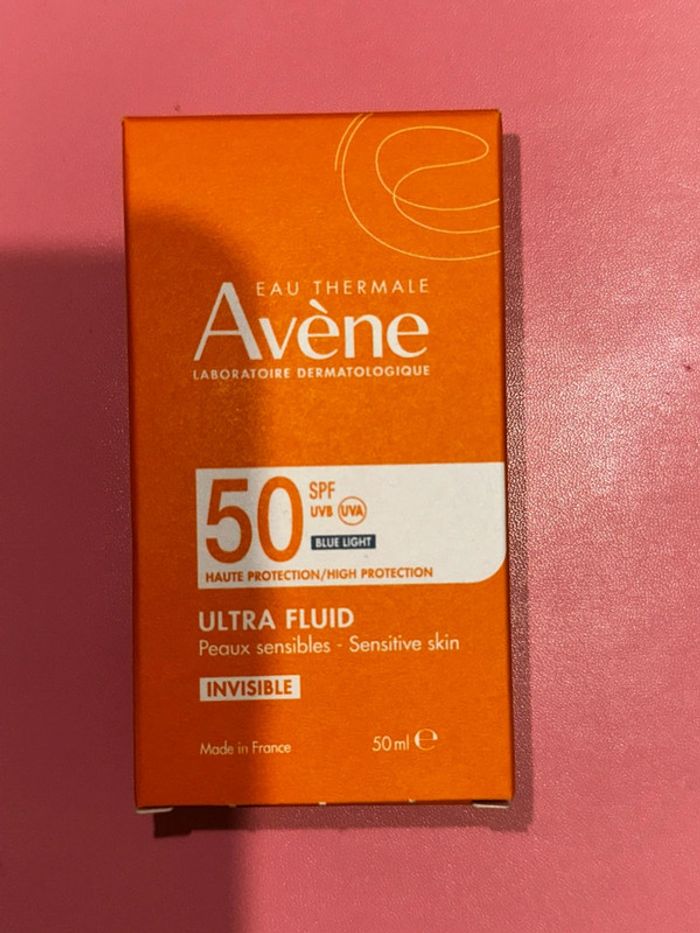 EAU THERMALE
Avène
LABORATOIRE DERMATOLOGIQUE
50 SPF
UVB UVA
BLUE LIGHT
HAUTE PROTECTION/HIGH PROTECTION
ULTRA FLUID
Peaux sensibles - Sensitive skin
INVISIBLE
Made in France 50 ml ℮